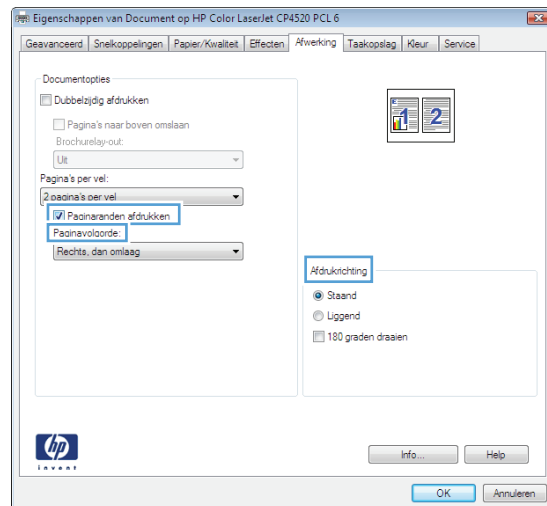 Eigenschappen van Document op HP Color LaserJet CP4520 PCL 6
Geavanceerd Snelkoppelingen Papier/Kwaliteit Effecten Afwerking Taakopslag Kleur Service
Documentopties
Dubbelzijdig afdrukken
Pagina's naar boven omslaan
Brochurelay-out:
Uit
Pagina's per vel:
2 pagina's per vel
Paginaranden afdrukken
Paginavolgorde:
Rechts, dan omlaag
1 2
Afdrukrichting
Staand
Liggend
180 graden draaien
hp
invent
Info... Help
OK Annuleren